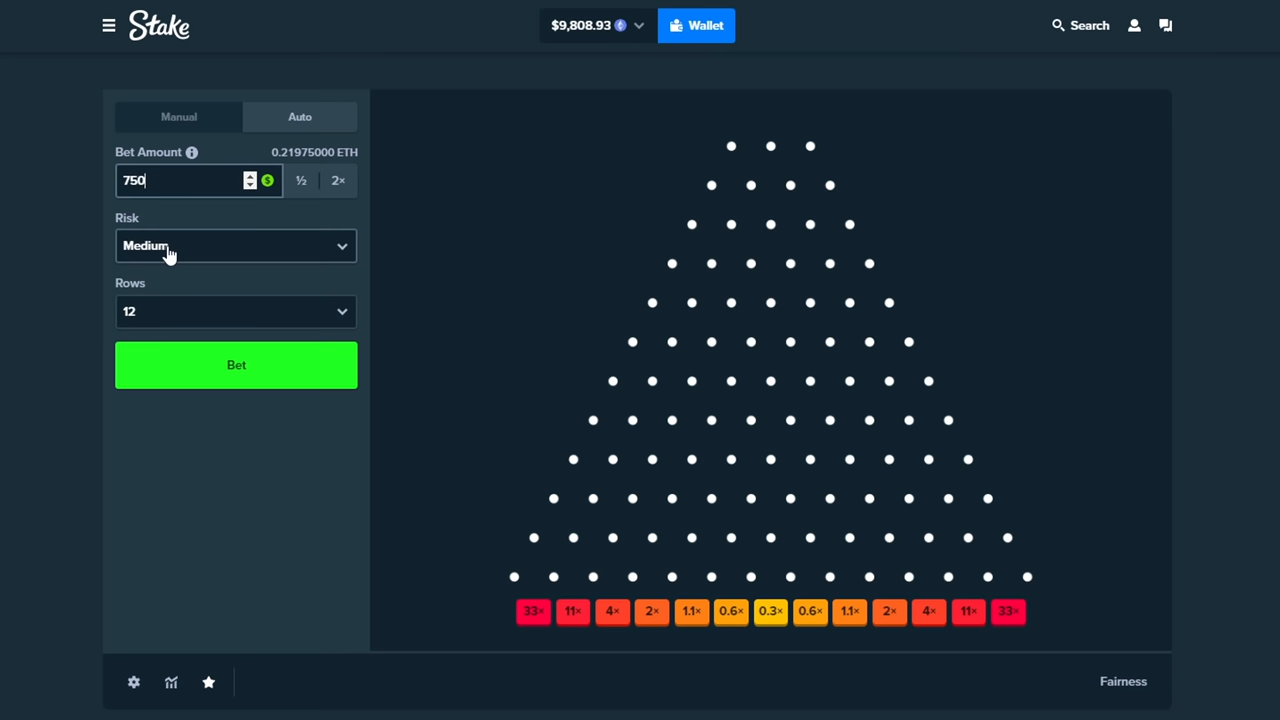 Stake
$9,808.93
Wallet
Search
Manual
Auto
Bet Amount
0.21975000 ETH
750
$
½
2×
Risk
Medium
Rows
12
Bet
33× 11× 4× 2× 1.1× 0.6× 0.3× 0.6× 1.1× 2× 4× 11× 33×
Fairness